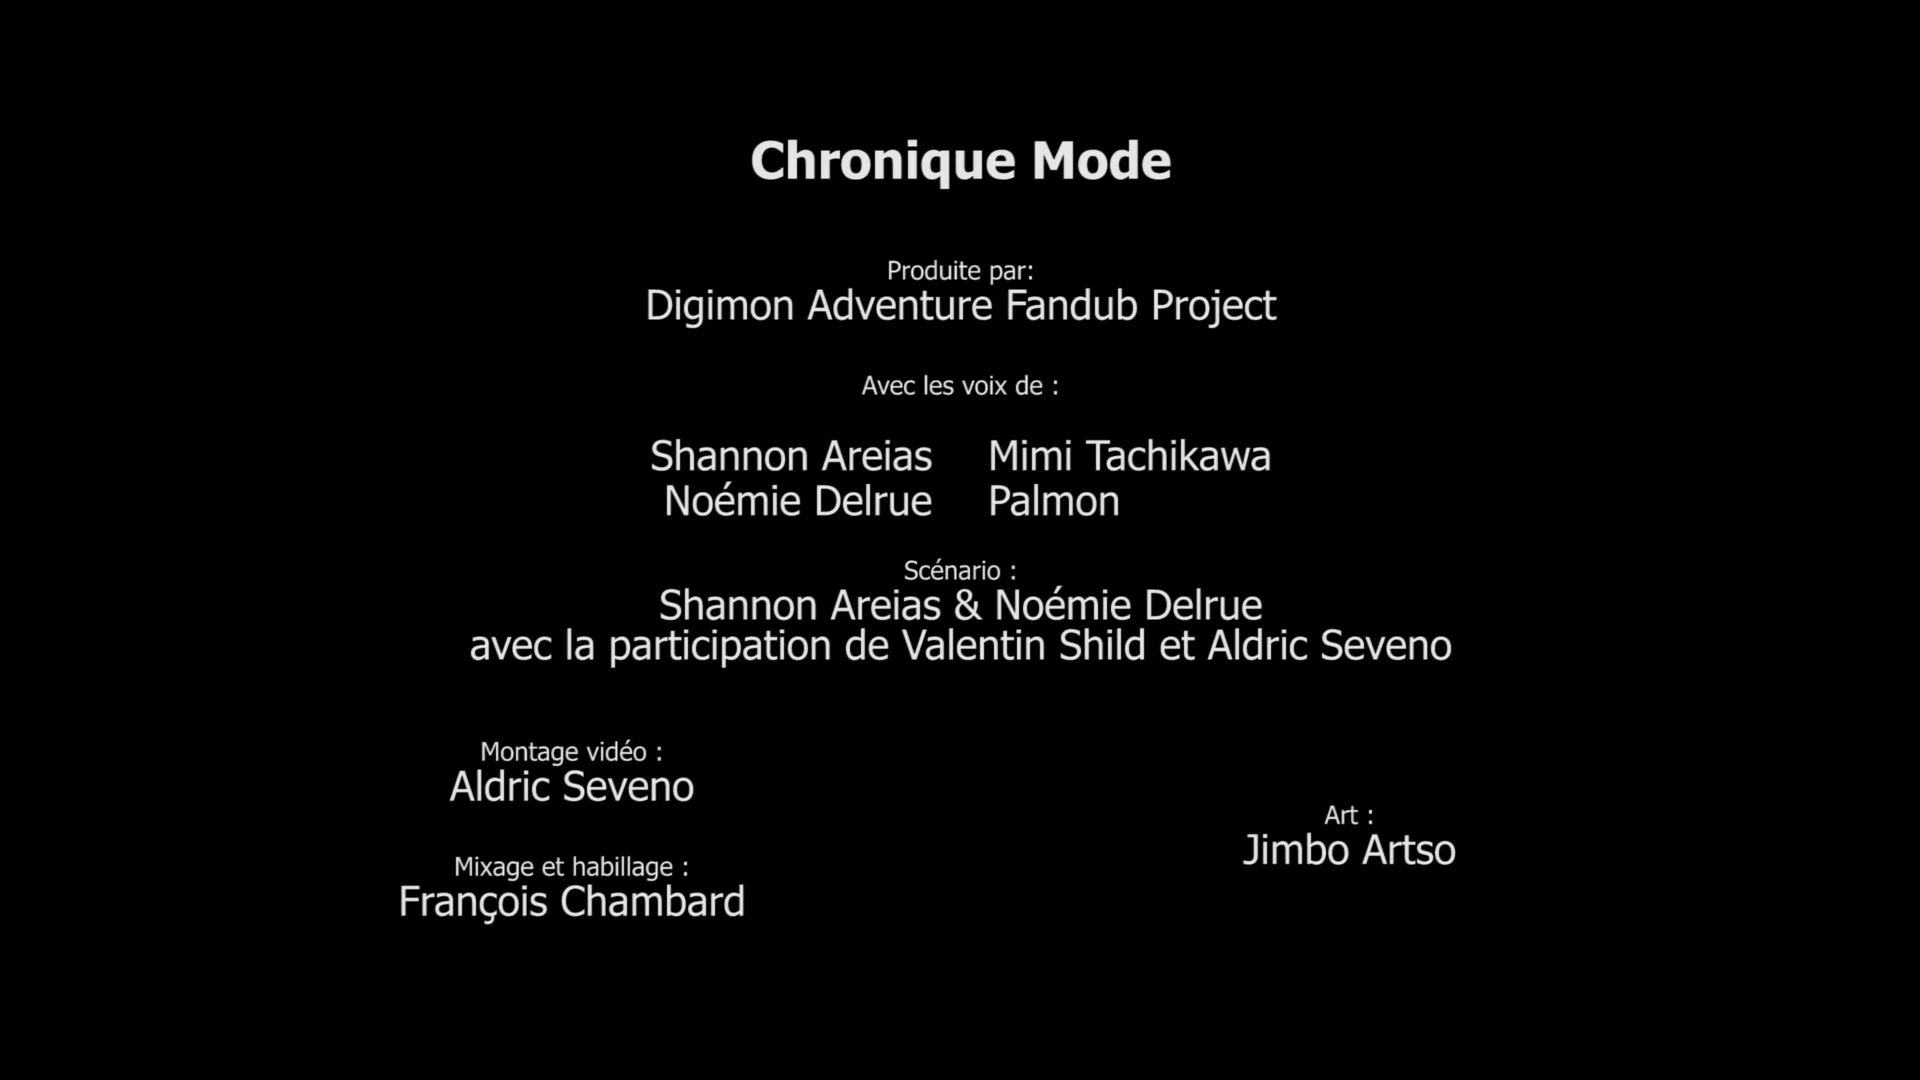 Chronique Mode
Produite par:
Digimon Adventure Fandub Project
Avec les voix de :
Shannon Areias Mimi Tachikawa
Noémie Delrue Palmon
Scénario :
Shannon Areias & Noémie Delrue
avec la participation de Valentin Shild et Aldric Seveno
Montage vidéo :
Aldric Seveno
Mixage et habillage :
François Chambard
Art :
Jimbo Artso